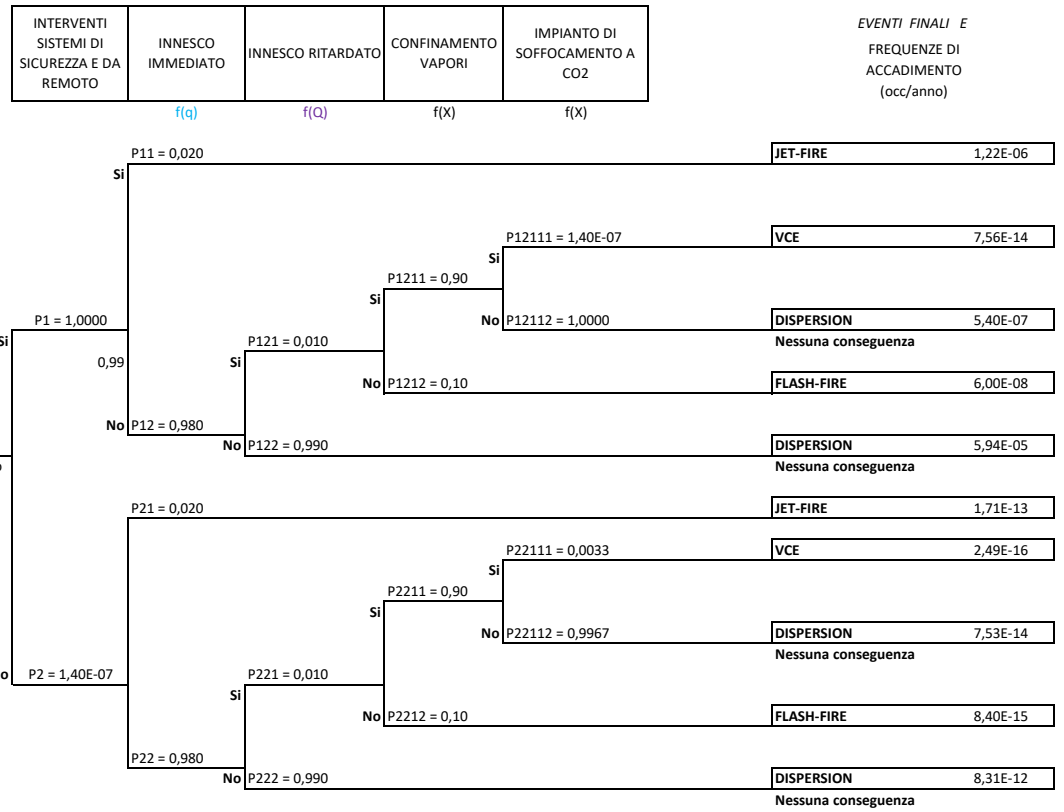 INTERVENTI
SISTEMI DI
SICUREZZA E DA
REMOTO
INNESCO
IMMEDIATO
INNESCO RITARDATO
CONFINAMENTO
VAPORI
IMPIANTO DI
SOFFOCAMENTO A
CO2
EVENTI FINALI E
FREQUENZE DI
ACCADIMENTO
(occ/anno)
f(q)
f(Q)
f(X)
f(X)
P11 = 0,020
JET-FIRE 1,22E-06
Si
P12111 = 1,40E-07
VCE 7,56E-14
Si
P1211 = 0,90
Si
P1 = 1,0000
No P12112 = 1,0000
DISPERSION 5,40E-07
Si
P121 = 0,010
Nessuna conseguenza
0,99
Si
No P1212 = 0,10
FLASH-FIRE 6,00E-08
No P12 = 0,980
No P122 = 0,990
DISPERSION 5,94E-05
Nessuna conseguenza
P21 = 0,020
JET-FIRE 1,71E-13
P22111 = 0,0033
VCE 2,49E-16
Si
P2211 = 0,90
Si
No P22112 = 0,9967
DISPERSION 7,53E-14
Nessuna conseguenza
P2 = 1,40E-07
P221 = 0,010
Si
No P2212 = 0,10
FLASH-FIRE 8,40E-15
P22 = 0,980
No P222 = 0,990
DISPERSION 8,31E-12
Nessuna conseguenza